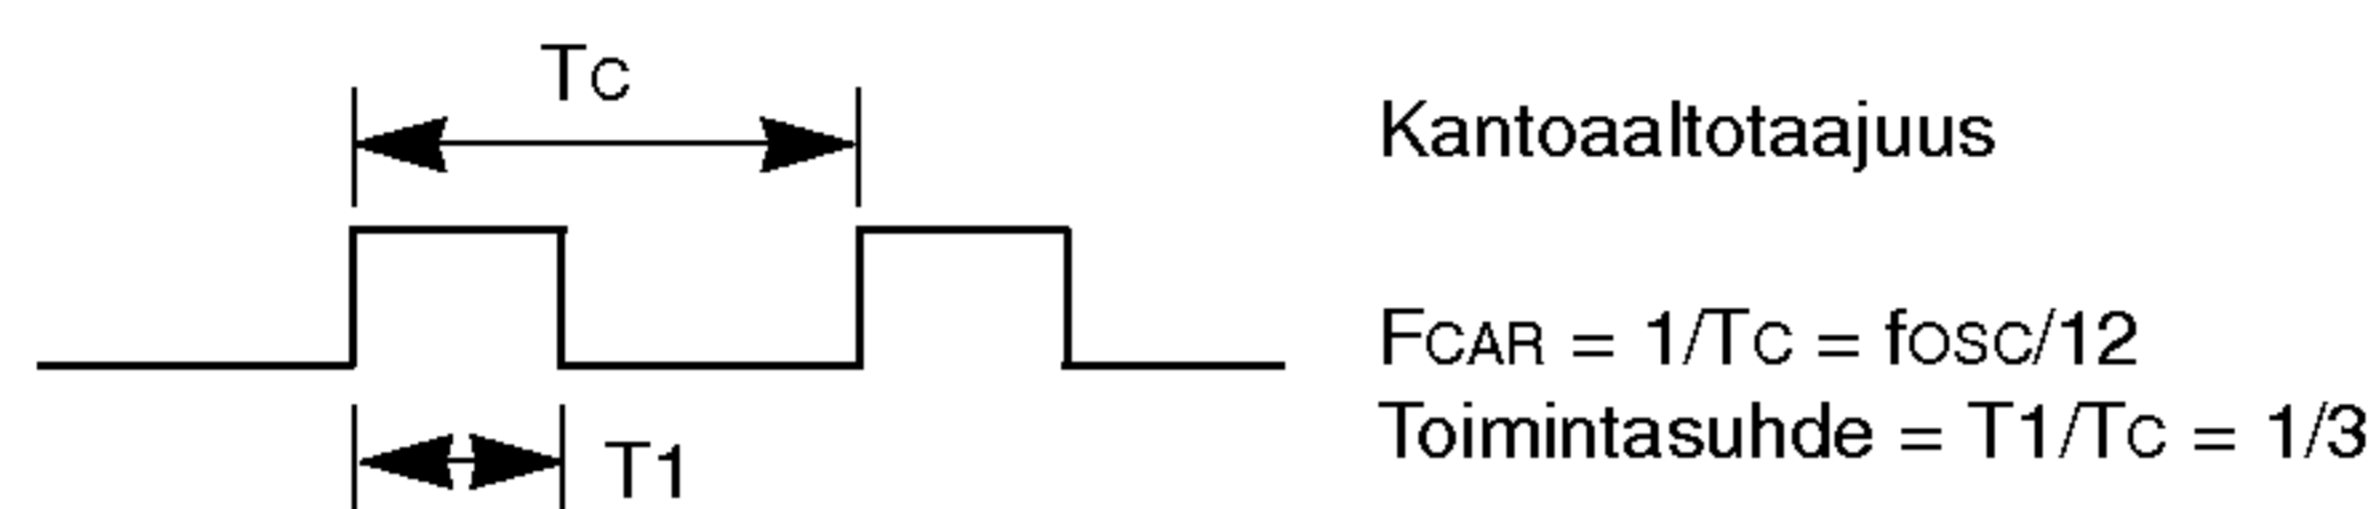 Tc
Kantoaaltotaajuus
FCAR = 1/Tc = fosc/12
Toimintasuhde = T1/Tc = 1/3
T1